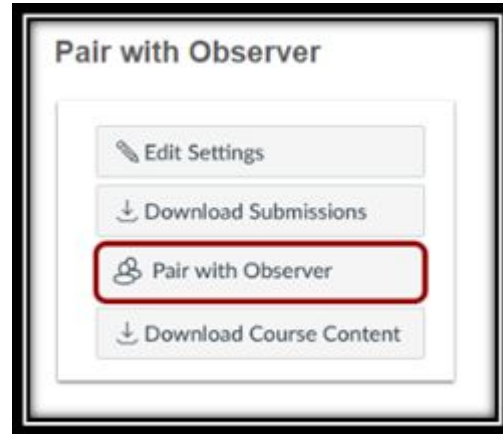 Pair with Observer
Edit Settings
Download Submissions
Pair with Observer
Download Course Content